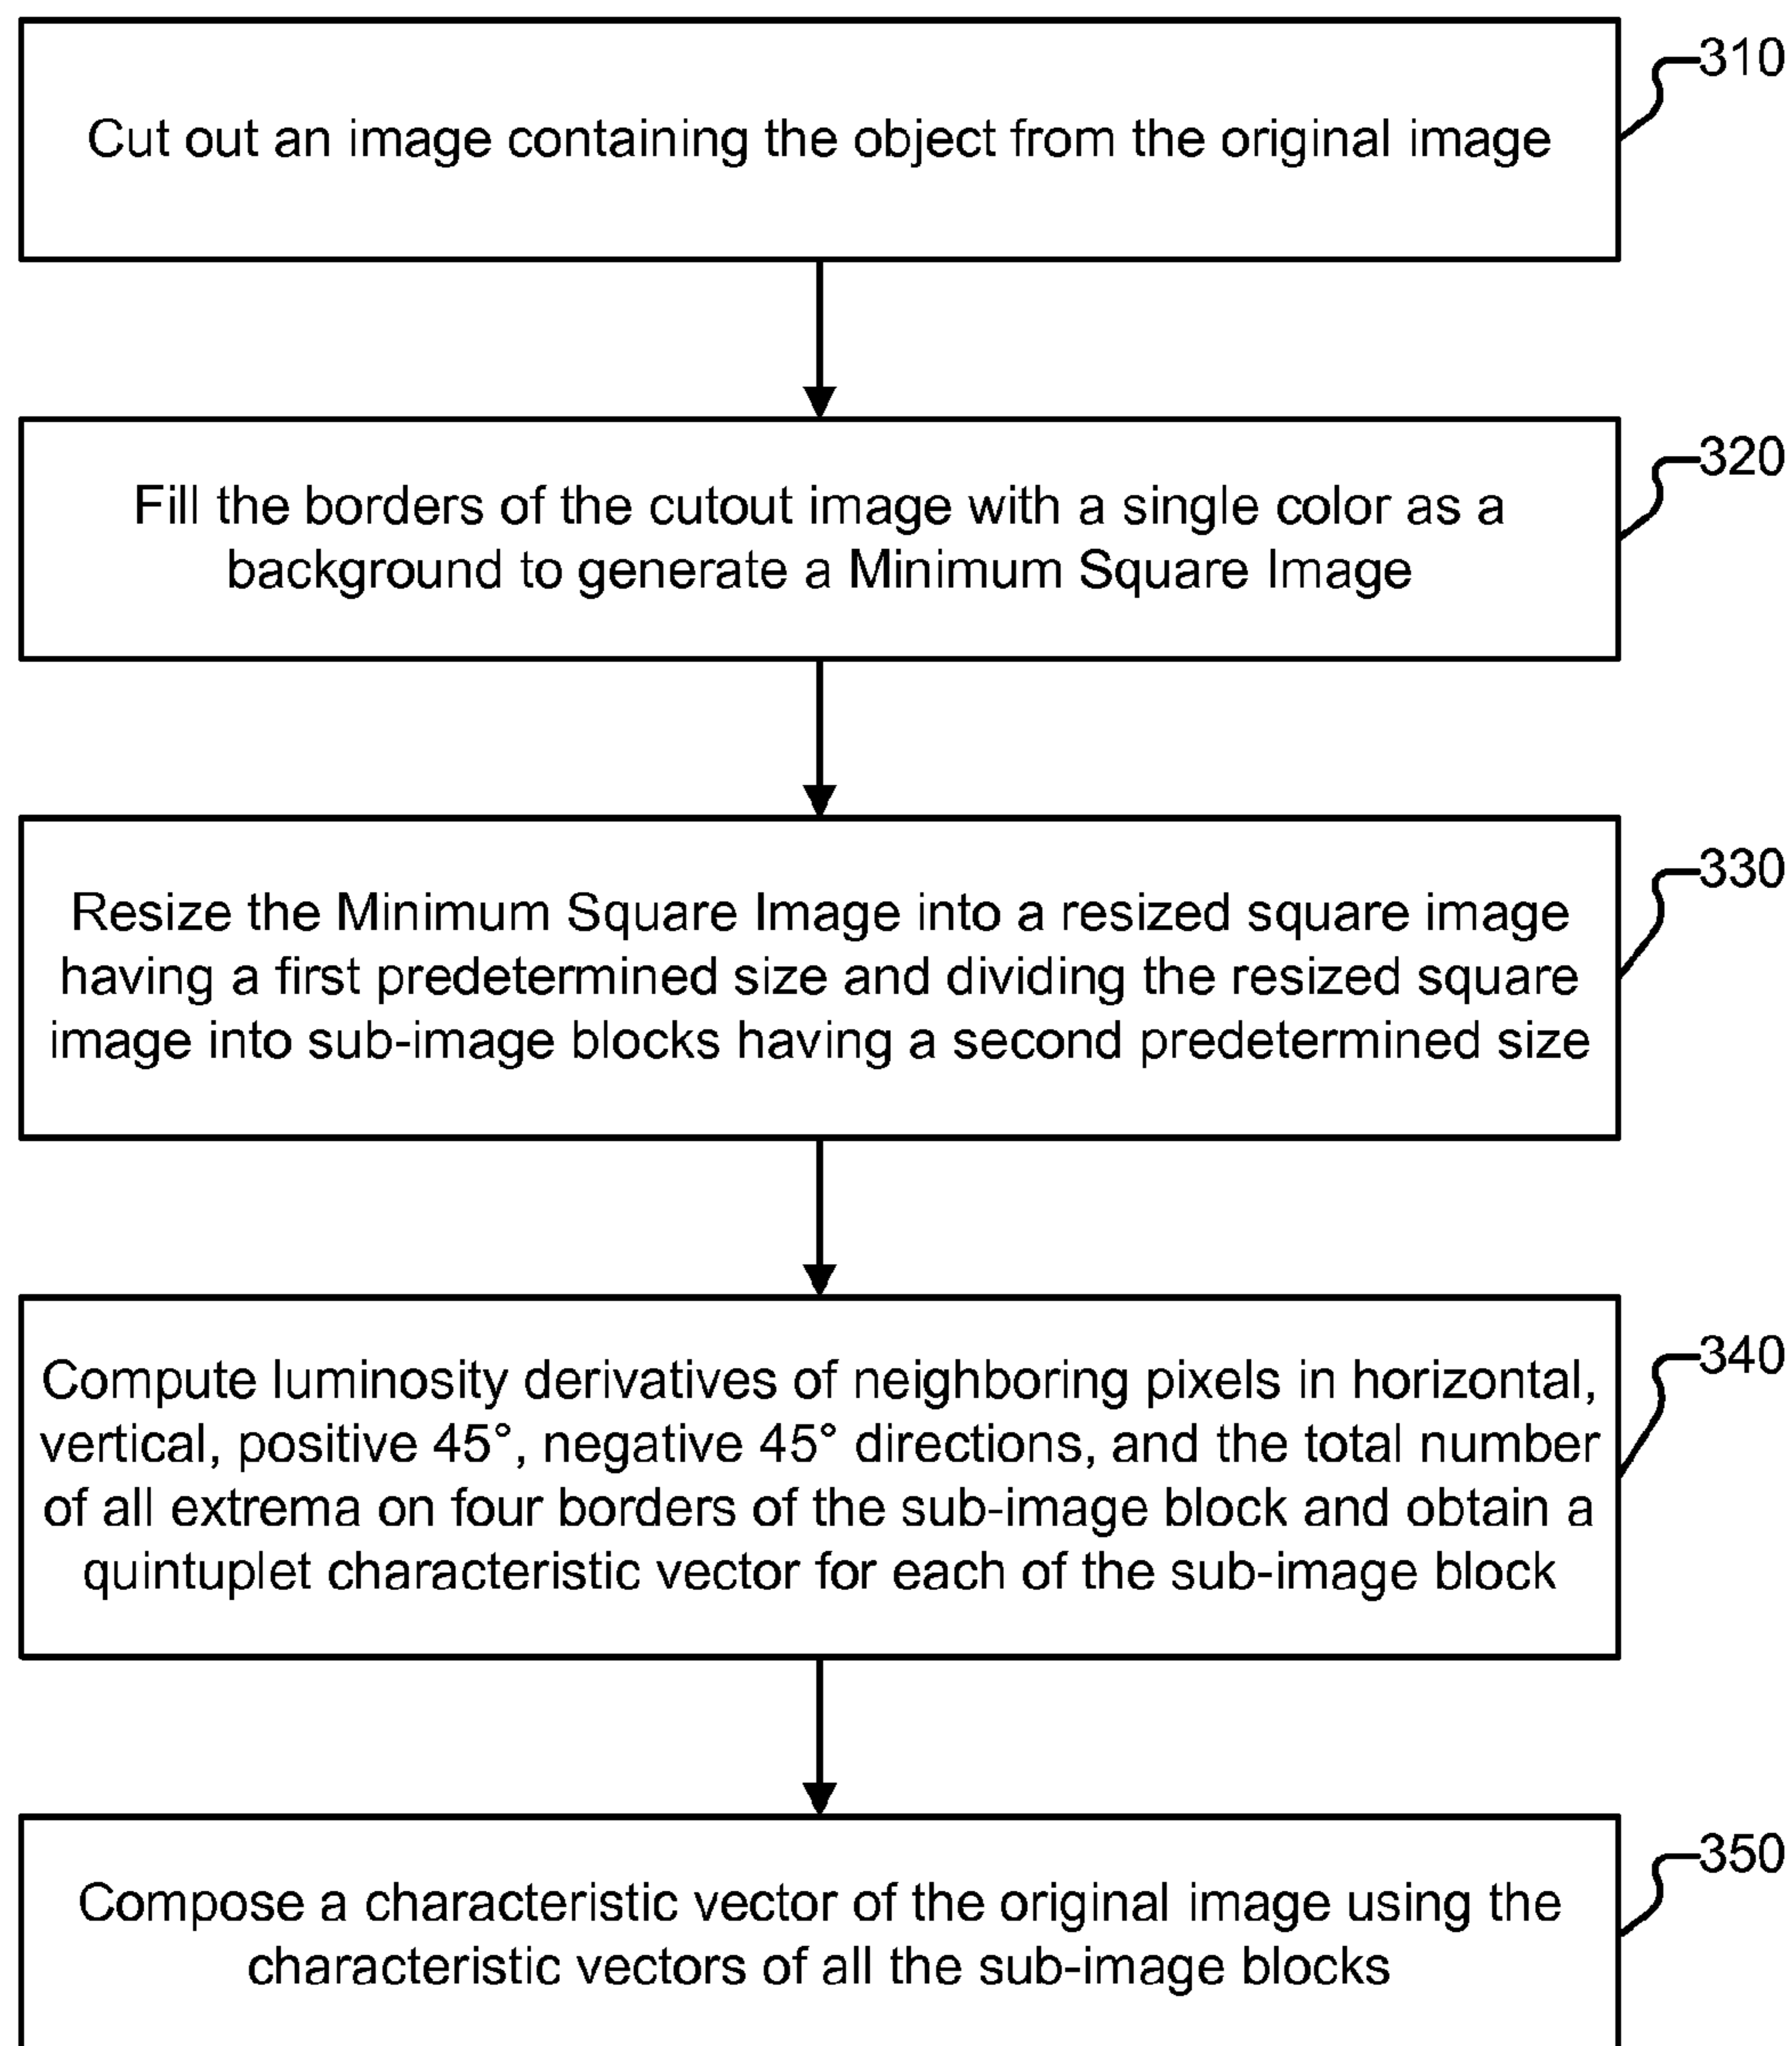 310
Cut out an image containing the object from the original image
320
Fill the borders of the cutout image with a single color as a
background to generate a Minimum Square Image
330
Resize the Minimum Square Image into a resized square image
having a first predetermined size and dividing the resized square
image into sub-image blocks having a second predetermined size
340
Compute luminosity derivatives of neighboring pixels in horizontal,
vertical, positive 45°, negative 45° directions, and the total number
of all extrema on four borders of the sub-image block and obtain a
quintuplet characteristic vector for each of the sub-image block
350
Compose a characteristic vector of the original image using the
characteristic vectors of all the sub-image blocks